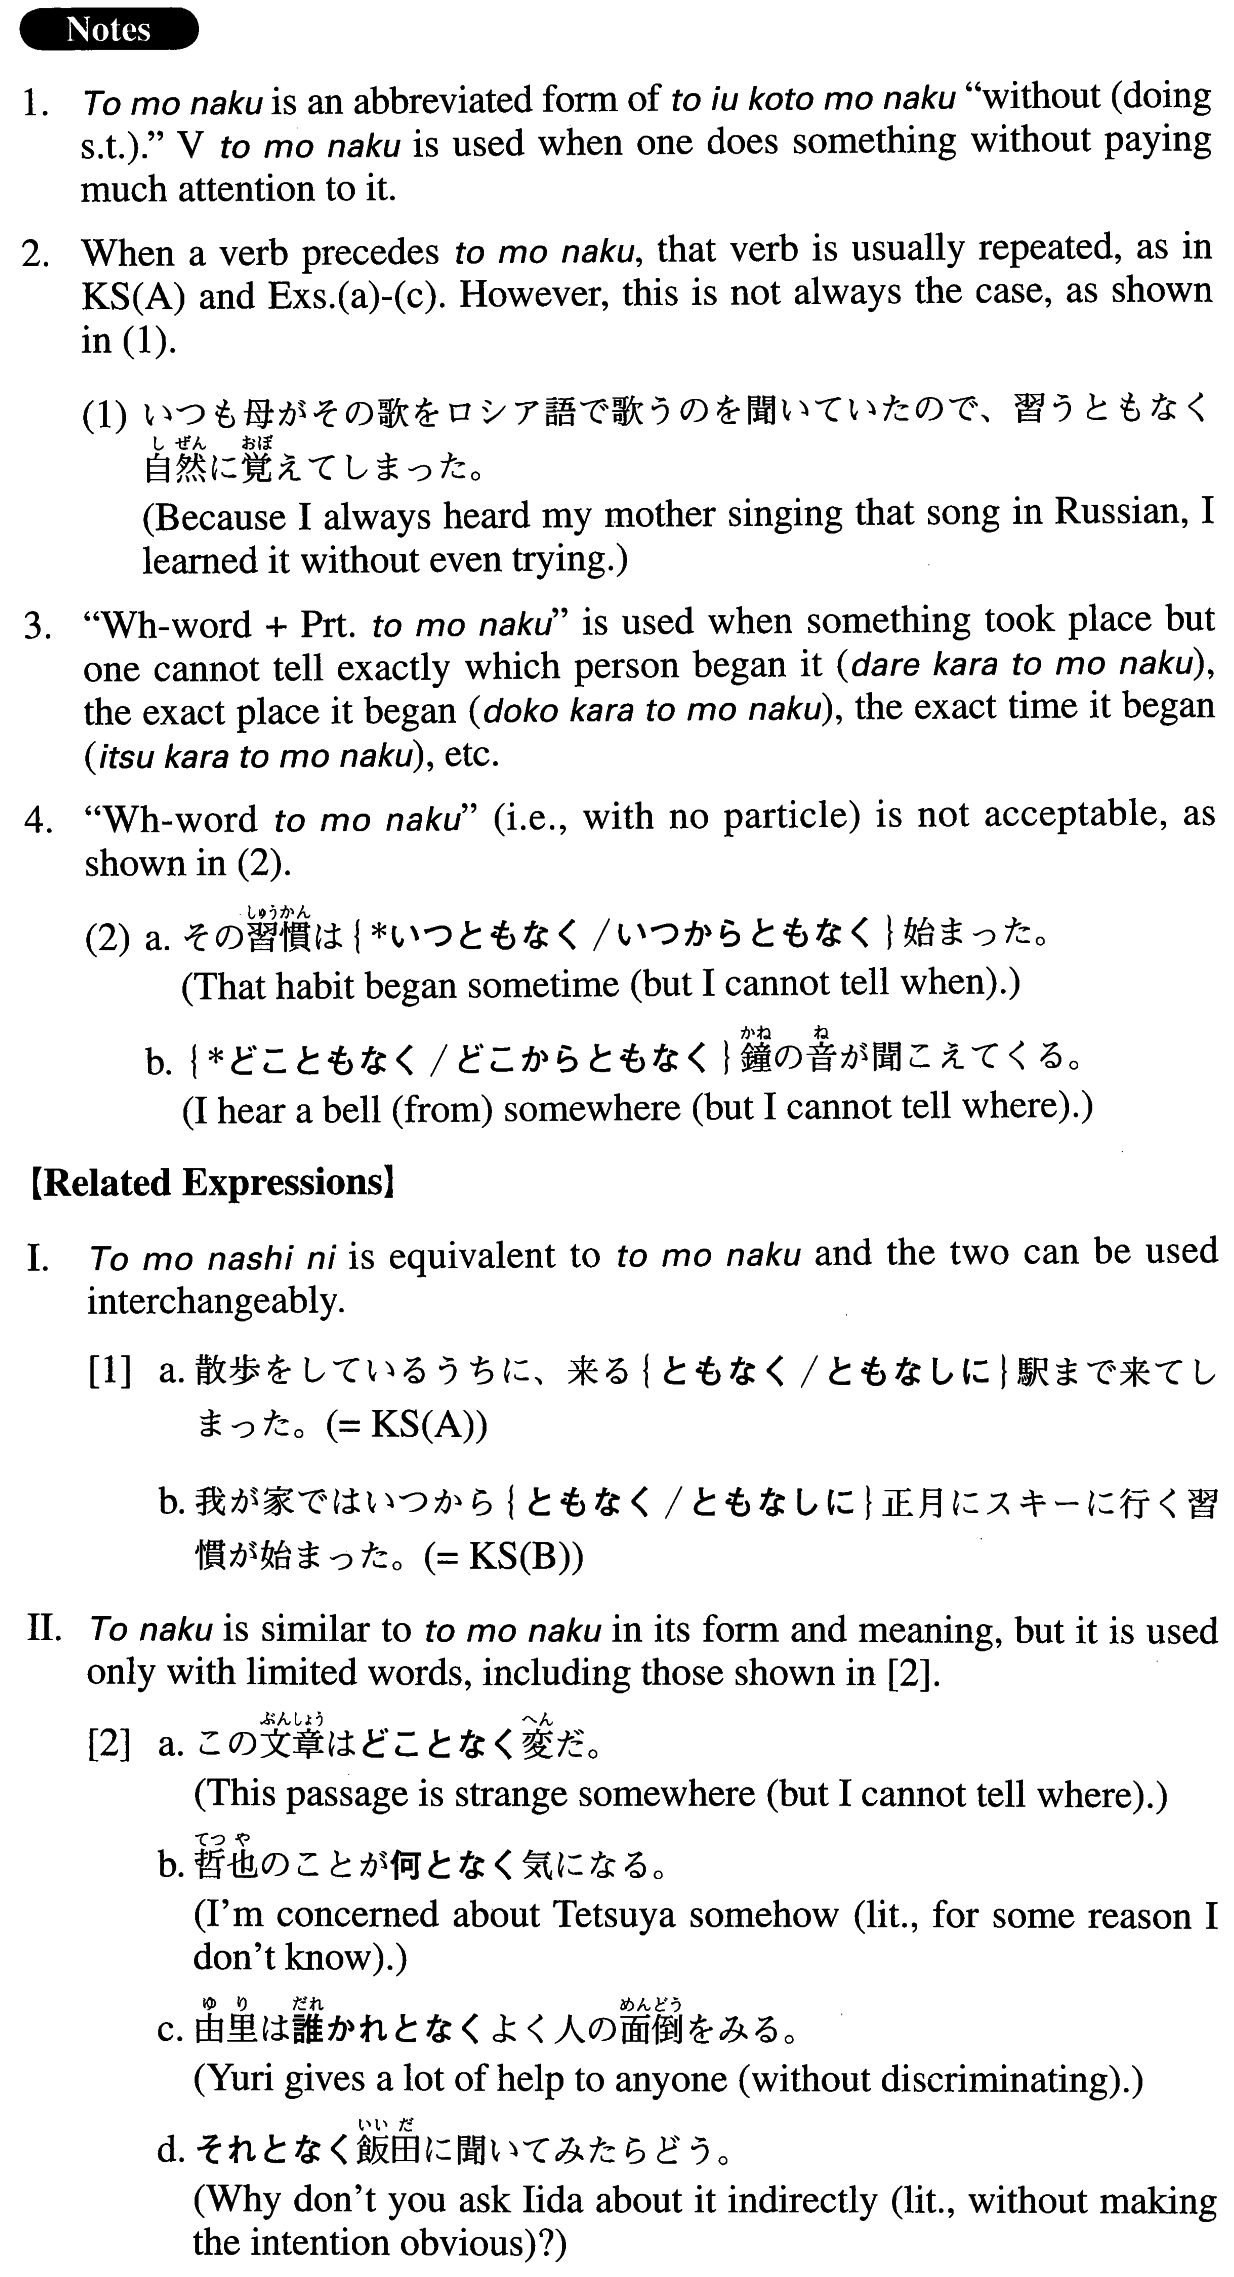 Notes
1. To mo naku is an abbreviated form of to iu koto mo naku “without (doing
s.t.).” V to mo naku is used when one does something without paying
much attention to it.
2. When a verb precedes to mo naku, that verb is usually repeated, as in
KS(A) and Exs.(a)-(c). However, this is not always the case, as shown
in (1).
(1) いつも母がその歌をロシア語で歌うのを聞いていたので、習うともなく
しぜん おぼ
自然に覚えてしまった。
(Because I always heard my mother singing that song in Russian, I
learned it without even trying.)
3. “Wh-word + Prt. to mo naku” is used when something took place but
one cannot tell exactly which person began it (dare kara to mo naku),
the exact place it began (doko kara to mo naku), the exact time it began
(itsu kara to mo naku), etc.
4. “Wh-word to mo naku” (i.e., with no particle) is not acceptable, as
shown in (2).
しゅうかん
(2) a. その習慣は{*いつともなく/いつからともなく}始まった。
(That habit began sometime (but I cannot tell when).)
かね ね
b. {*どこともなく/どこからともなく}鐘の音が聞こえてくる。
(I hear a bell (from) somewhere (but I cannot tell where).)
【Related Expressions】
I. To mo nashi ni is equivalent to to mo naku and the two can be used
interchangeably.
[1] a. 散歩をしているうちに、来る{ともなく/ともなしに}駅まで来てし
まった。(= KS(A))
b. 我が家ではいつから{ともなく/ともなしに}正月にスキーに行く習
慣が始まった。(= KS(B))
II. To naku is similar to to mo naku in its form and meaning, but it is used
only with limited words, including those shown in [2].
ぶんしょう へん
[2] a. この文章はどことなく変だ。
(This passage is strange somewhere (but I cannot tell where).)
てつや
b. 哲也のことが何となく気になる。
(I’m concerned about Tetsuya somehow (lit., for some reason I
don’t know).)
ゆり だれ めんどう
c. 由里は誰かれとなくよく人の面倒をみる。
(Yuri gives a lot of help to anyone (without discriminating).)
いいだ
d. それとなく飯田に聞いてみたらどう。
(Why don’t you ask Iida about it indirectly (lit., without making
the intention obvious)?)